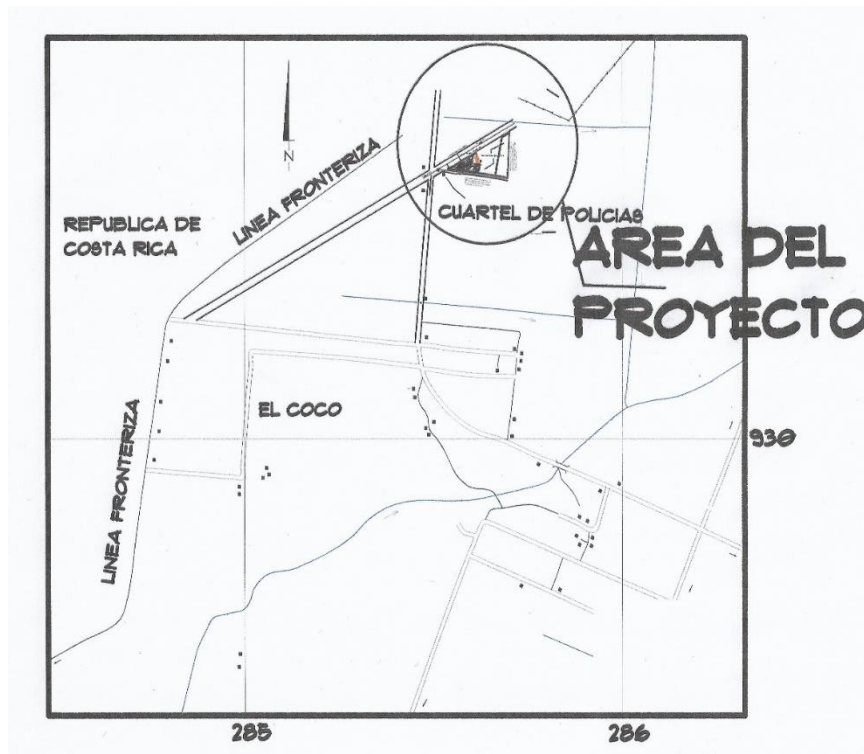 N
LINEA FRONTERIZA
REPUBLICA DE
COSTA RICA
CUARTEL DE POLICIAS
AREA DEL
PROYECTO
EL COCO
LINEA FRONTERIZA
930
285
286